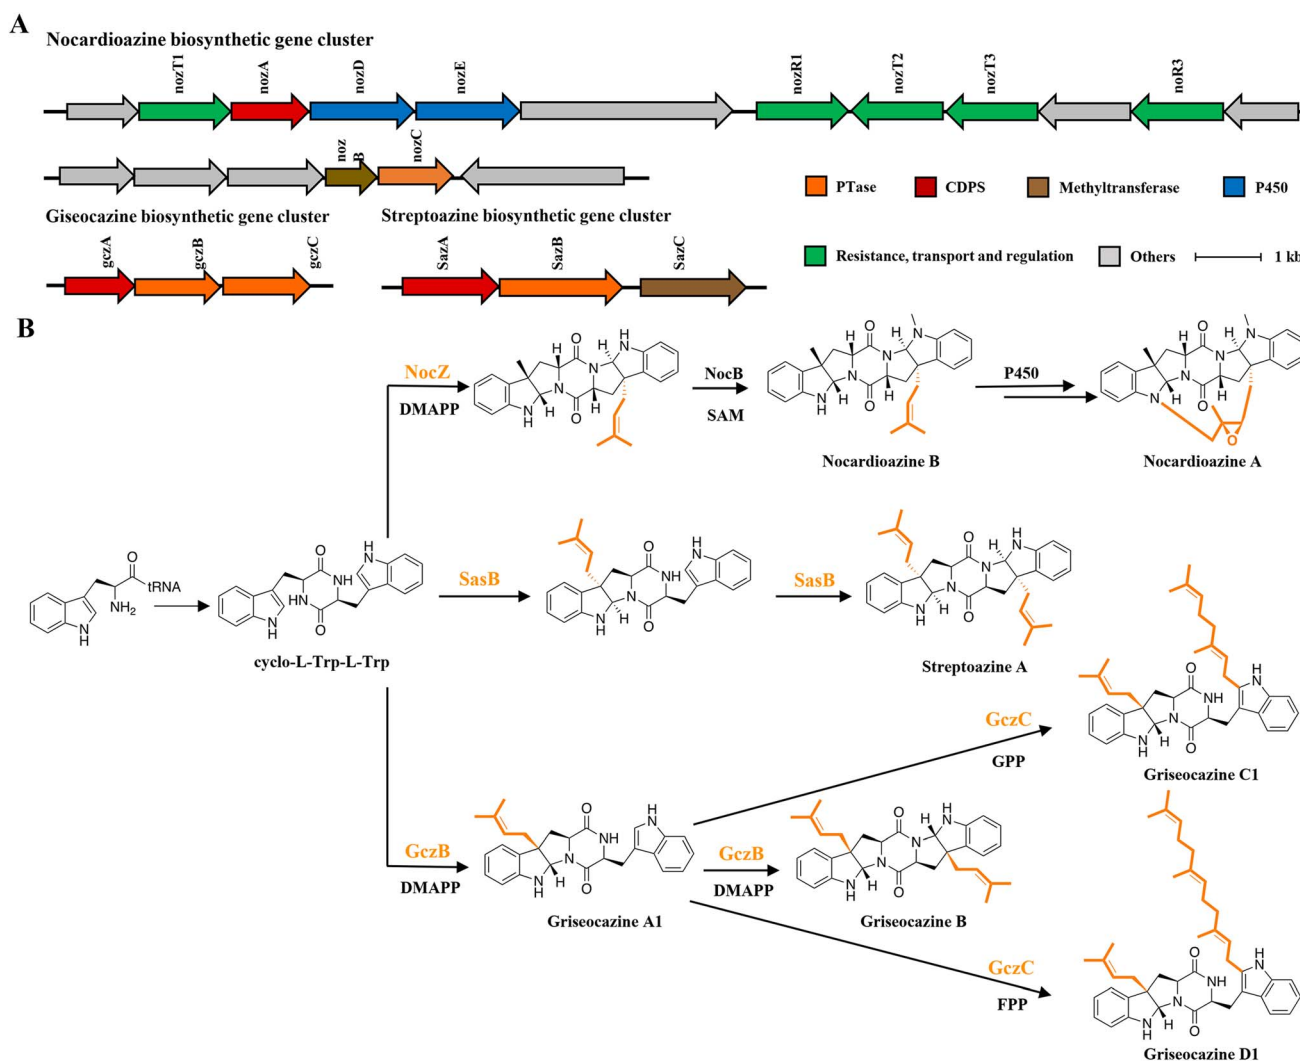 A
Nocardioazine biosynthetic gene cluster
nozT1
nozA
nozD
nozE
nozR1
nozT2
nozT3
noR3
noz
B
nozC
PTase
CDPS
Methyltransferase
P450
Giseocazine biosynthetic gene cluster
Streptoazine biosynthetic gene cluster
gczA
gczB
gczC
SazA
SazB
SazC
Resistance, transport and regulation
Others
1 kb
B
NocZ
DMAPP
NocB
SAM
P450
Nocardioazine B
Nocardioazine A
O
NH2
tRNA
N
H
O
HN
NH
O
H
N
cyclo-L-Trp-L-Trp
SasB
SasB
Streptoazine A
GczC
GPP
Griseocazine C1
GczB
DMAPP
Griseocazine A1
GczB
DMAPP
Griseocazine B
GczC
FPP
Griseocazine D1